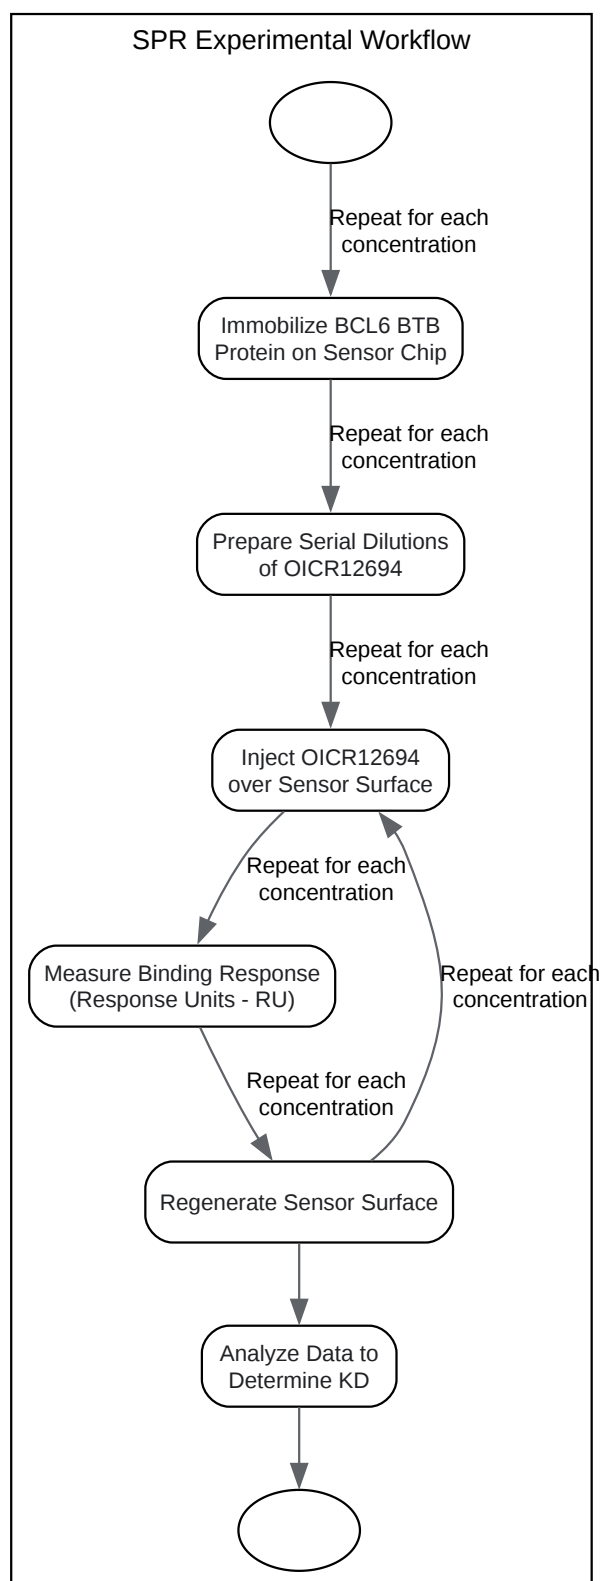 SPR Experimental Workflow
Repeat for each
concentration
Immobilize BCL6 BTB
Protein on Sensor Chip
Repeat for each
concentration
Prepare Serial Dilutions
of OICR12694
Repeat for each
concentration
Inject OICR12694
over Sensor Surface
Repeat for each
concentration
Measure Binding Response
(Response Units - RU)
Repeat for each
concentration
Repeat for each
concentration
Regenerate Sensor Surface
Analyze Data to
Determine KD